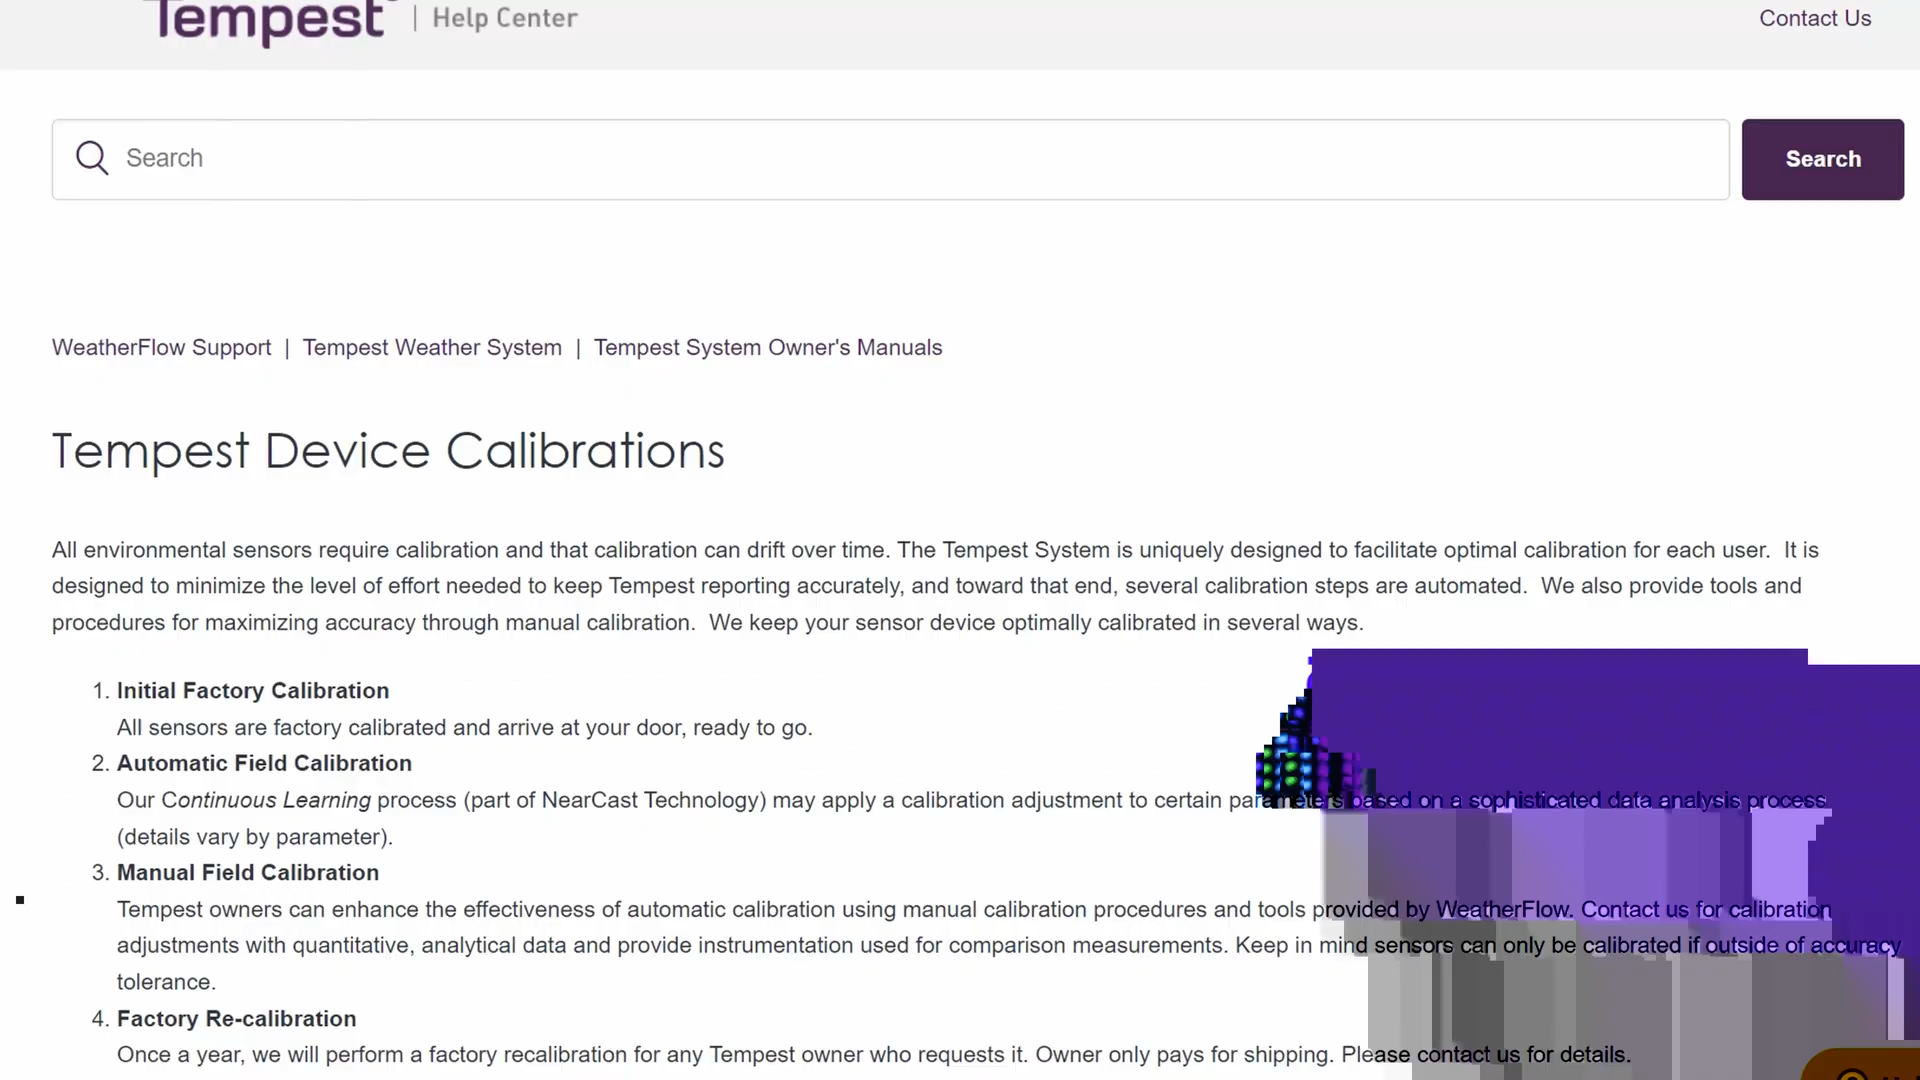 Tempest | Help Center
Contact Us
Search
Search
WeatherFlow Support | Tempest Weather System | Tempest System Owner's Manuals
Tempest Device Calibrations
All environmental sensors require calibration and that calibration can drift over time. The Tempest System is uniquely designed to facilitate optimal calibration for each user. It is
designed to minimize the level of effort needed to keep Tempest reporting accurately, and toward that end, several calibration steps are automated. We also provide tools and
procedures for maximizing accuracy through manual calibration. We keep your sensor device optimally calibrated in several ways.
1. Initial Factory Calibration
All sensors are factory calibrated and arrive at your door, ready to go.
2. Automatic Field Calibration
Our Continuous Learning process (part of NearCast Technology) may apply a calibration adjustment to certain parameters based on a sophisticated data analysis process
(details vary by parameter).
3. Manual Field Calibration
Tempest owners can enhance the effectiveness of automatic calibration using manual calibration procedures and tools provided by WeatherFlow. Contact us for calibration
adjustments with quantitative, analytical data and provide instrumentation used for comparison measurements. Keep in mind sensors can only be calibrated if outside of accuracy
tolerance.
4. Factory Re-calibration
Once a year, we will perform a factory recalibration for any Tempest owner who requests it. Owner only pays for shipping. Please contact us for details.